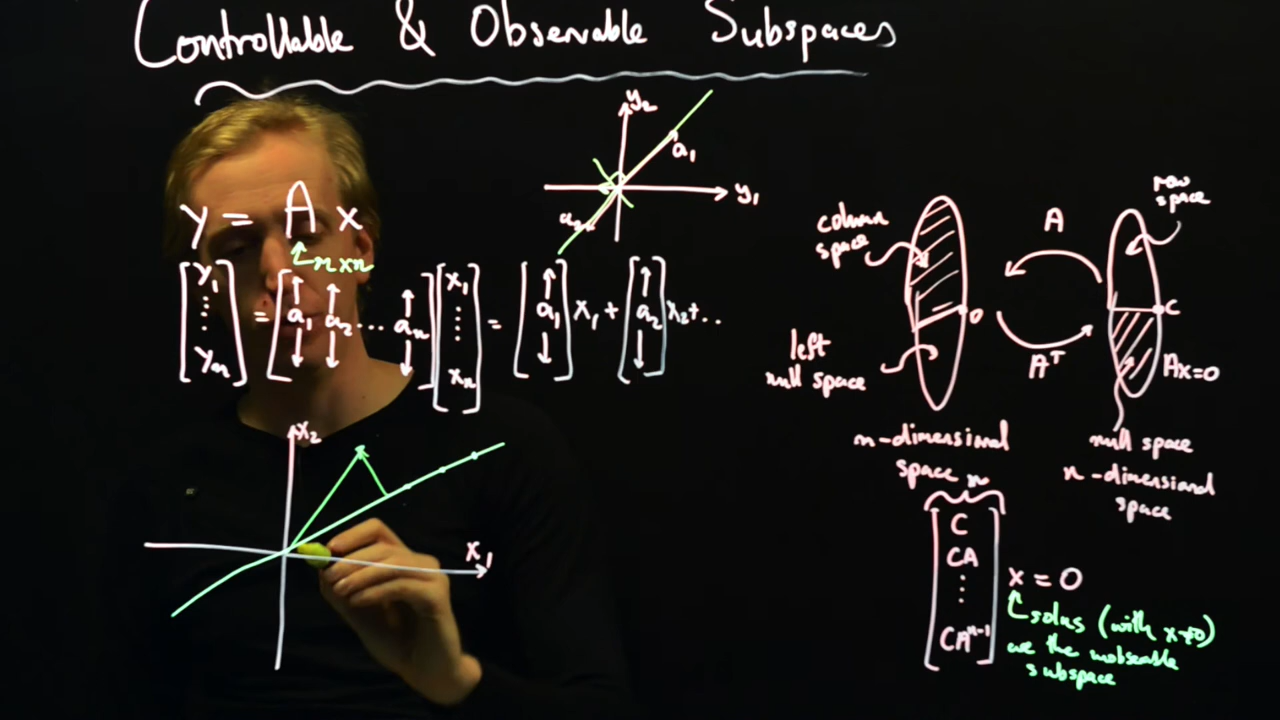 Controllable & Observable Subspaces
y = A x
n x n
[y1 ⋮ yn] = [a1 a2 ... an] [x1 ⋮ xn] = [a1] x1 + [a2] x2 + ...
y2
y1
a1
a2
x2
x1
column space
A
row space
0
left null space
Aᵀ
Ax=0
n-dimensional space
null space
n-dimensional space
n
C
CA
⋮
CAⁿ⁻¹
x = 0
solns (with x≠0)
are the unobservable
subspace